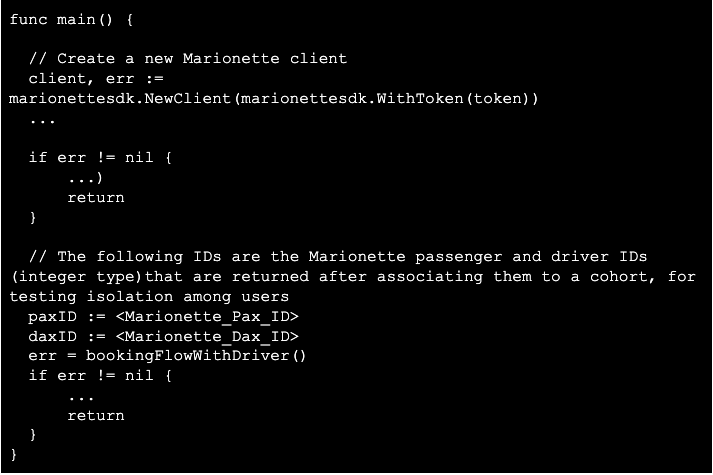 func main() {
  // Create a new Marionette client
  client, err :=
marionettesdk.NewClient(marionettesdk.WithToken(token))
  ...
  if err != nil {
      ...)
      return
  }
  // The following IDs are the Marionette passenger and driver IDs
(integer type)that are returned after associating them to a cohort, for
testing isolation among users
  paxID := <Marionette_Pax_ID>
  daxID := <Marionette_Dax_ID>
  err = bookingFlowWithDriver()
  if err != nil {
      ...
      return
  }
}